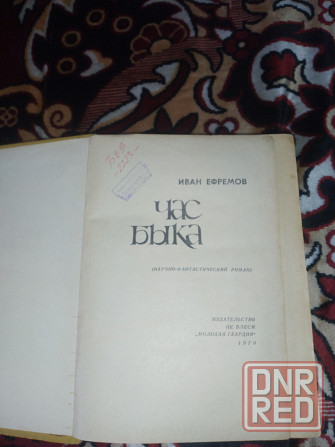 ИВАН ЕФРЕМОВ
ЧАС
БЫКА
(НАУЧНО-ФАНТАСТИЧЕСКИЙ РОМАН)
ИЗДАТЕЛЬСТВО
ЦК ВЛКСМ
„МОЛОДАЯ ГВАРДИЯ“
1970
DNR
RED